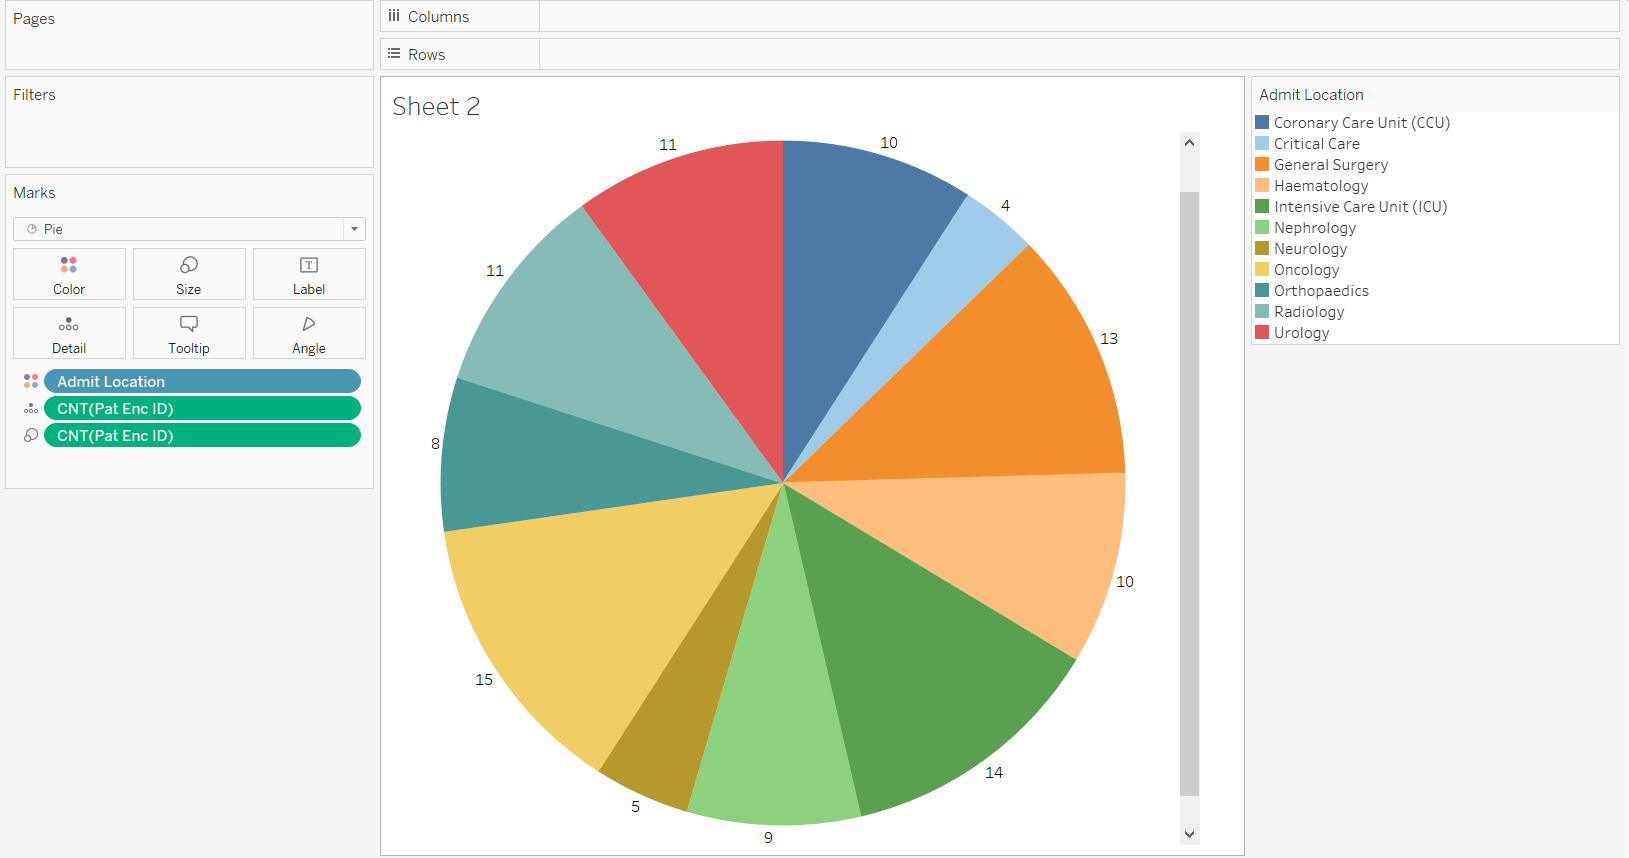 Pages
Filters
Marks
Pie
Color
Size
Label
Detail
Tooltip
Angle
Admit Location
CNT(Pat Enc ID)
CNT(Pat Enc ID)
Columns
Rows
Sheet 2
10
4
13
10
14
9
5
15
8
11
11
Admit Location
Coronary Care Unit (CCU)
Critical Care
General Surgery
Haematology
Intensive Care Unit (ICU)
Nephrology
Neurology
Oncology
Orthopaedics
Radiology
Urology